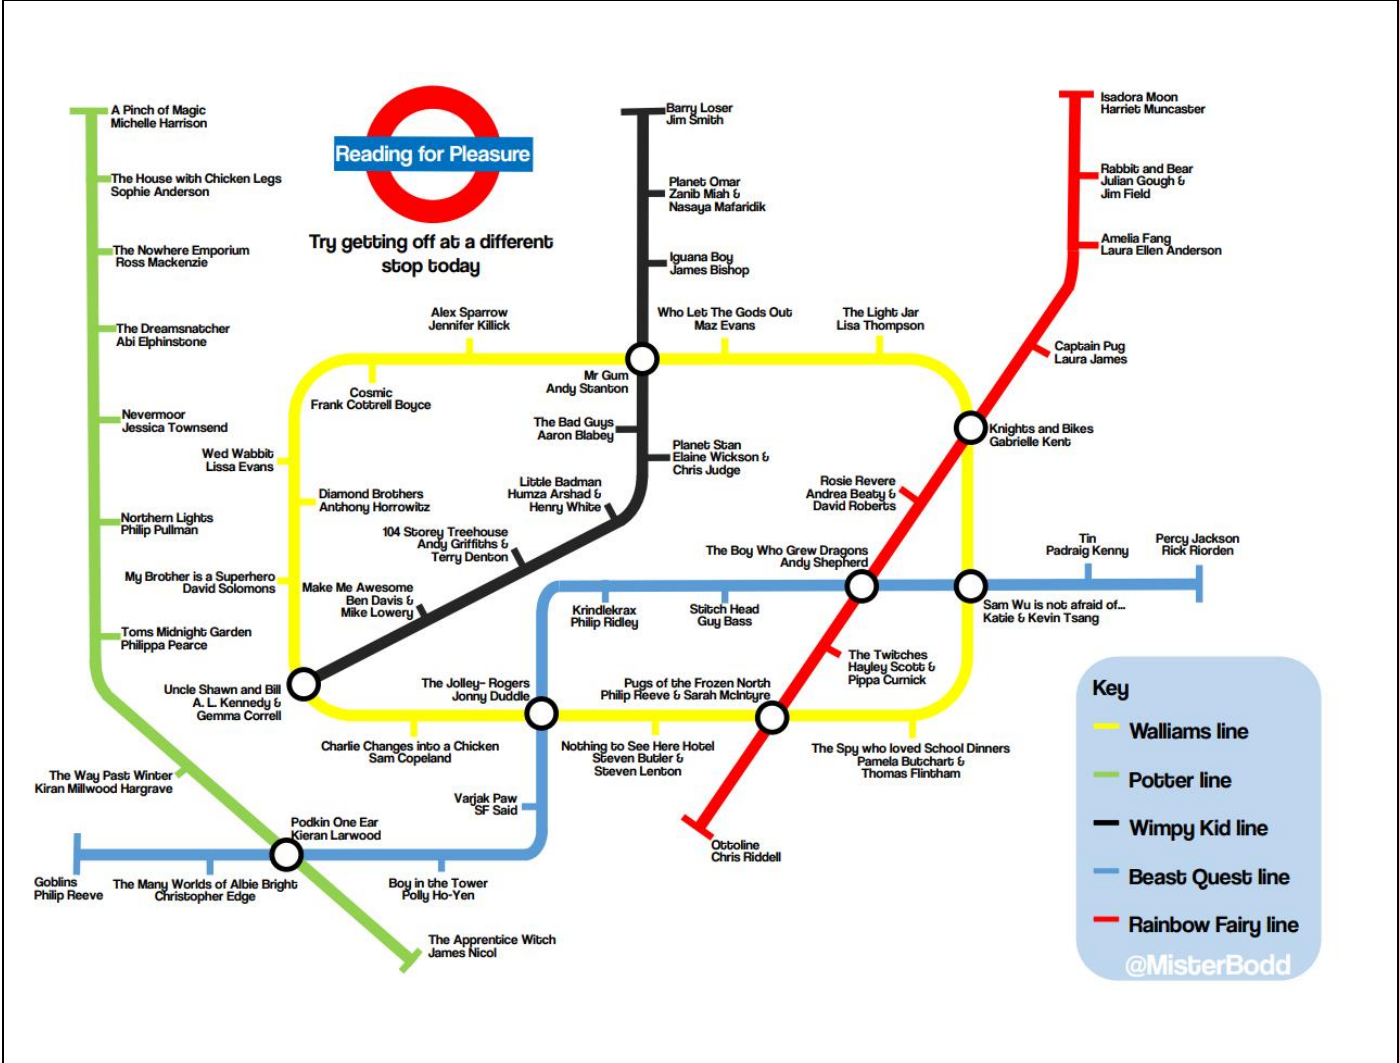 Reading for Pleasure
Try getting off at a different
stop today
A Pinch of Magic
Michelle Harrison
The House with Chicken Legs
Sophie Anderson
The Nowhere Emporium
Ross Mackenzie
The Dreamsnatcher
Abi Elphinstone
Nevermoor
Jessica Townsend
Northern Lights
Philip Pullman
Toms Midnight Garden
Philippa Pearce
The Way Past Winter
Kiran Millwood Hargrave
Podkin One Ear
Kieran Larwood
The Apprentice Witch
James Nicol
Barry Loser
Jim Smith
Planet Omar
Zanib Miah &
Nasaya Mafaridik
Iguana Boy
James Bishop
Mr Gum
Andy Stanton
The Bad Guys
Aaron Blabey
Planet Stan
Elaine Wickson &
Chris Judge
Little Badman
Humza Arshad &
Henry White
104 Storey Treehouse
Andy Griffiths &
Terry Denton
Make Me Awesome
Ben Davis &
Mike Lowery
Uncle Shawn and Bill
A. L. Kennedy &
Gemma Correll
Alex Sparrow
Jennifer Killick
Who Let The Gods Out
Maz Evans
The Light Jar
Lisa Thompson
Cosmic
Frank Cottrell Boyce
Wed Wabbit
Lissa Evans
Diamond Brothers
Anthony Horrowitz
My Brother is a Superhero
David Solomons
Charlie Changes into a Chicken
Sam Copeland
The Jolley- Rogers
Jonny Duddle
Nothing to See Here Hotel
Steven Butler &
Steven Lenton
Pugs of the Frozen North
Philip Reeve & Sarah McIntyre
The Spy who loved School Dinners
Pamela Butchart &
Thomas Flintham
Isadora Moon
Harriet Muncaster
Rabbit and Bear
Julian Gough &
Jim Field
Amelia Fang
Laura Ellen Anderson
Captain Pug
Laura James
Knights and Bikes
Gabrielle Kent
Rosie Revere
Andrea Beaty &
David Roberts
The Boy Who Grew Dragons
Andy Shepherd
The Twitches
Hayley Scott &
Pippa Curnick
Ottoline
Chris Riddell
Goblins
Philip Reeve
The Many Worlds of Albie Bright
Christopher Edge
Boy in the Tower
Polly Ho-Yen
Varjak Paw
SF Said
Krindlekrax
Philip Ridley
Stitch Head
Guy Bass
Sam Wu is not afraid of...
Katie & Kevin Tsang
Tin
Padraig Kenny
Percy Jackson
Rick Riorden
Key
Walliams line
Potter line
Wimpy Kid line
Beast Quest line
Rainbow Fairy line
@MisterBodd